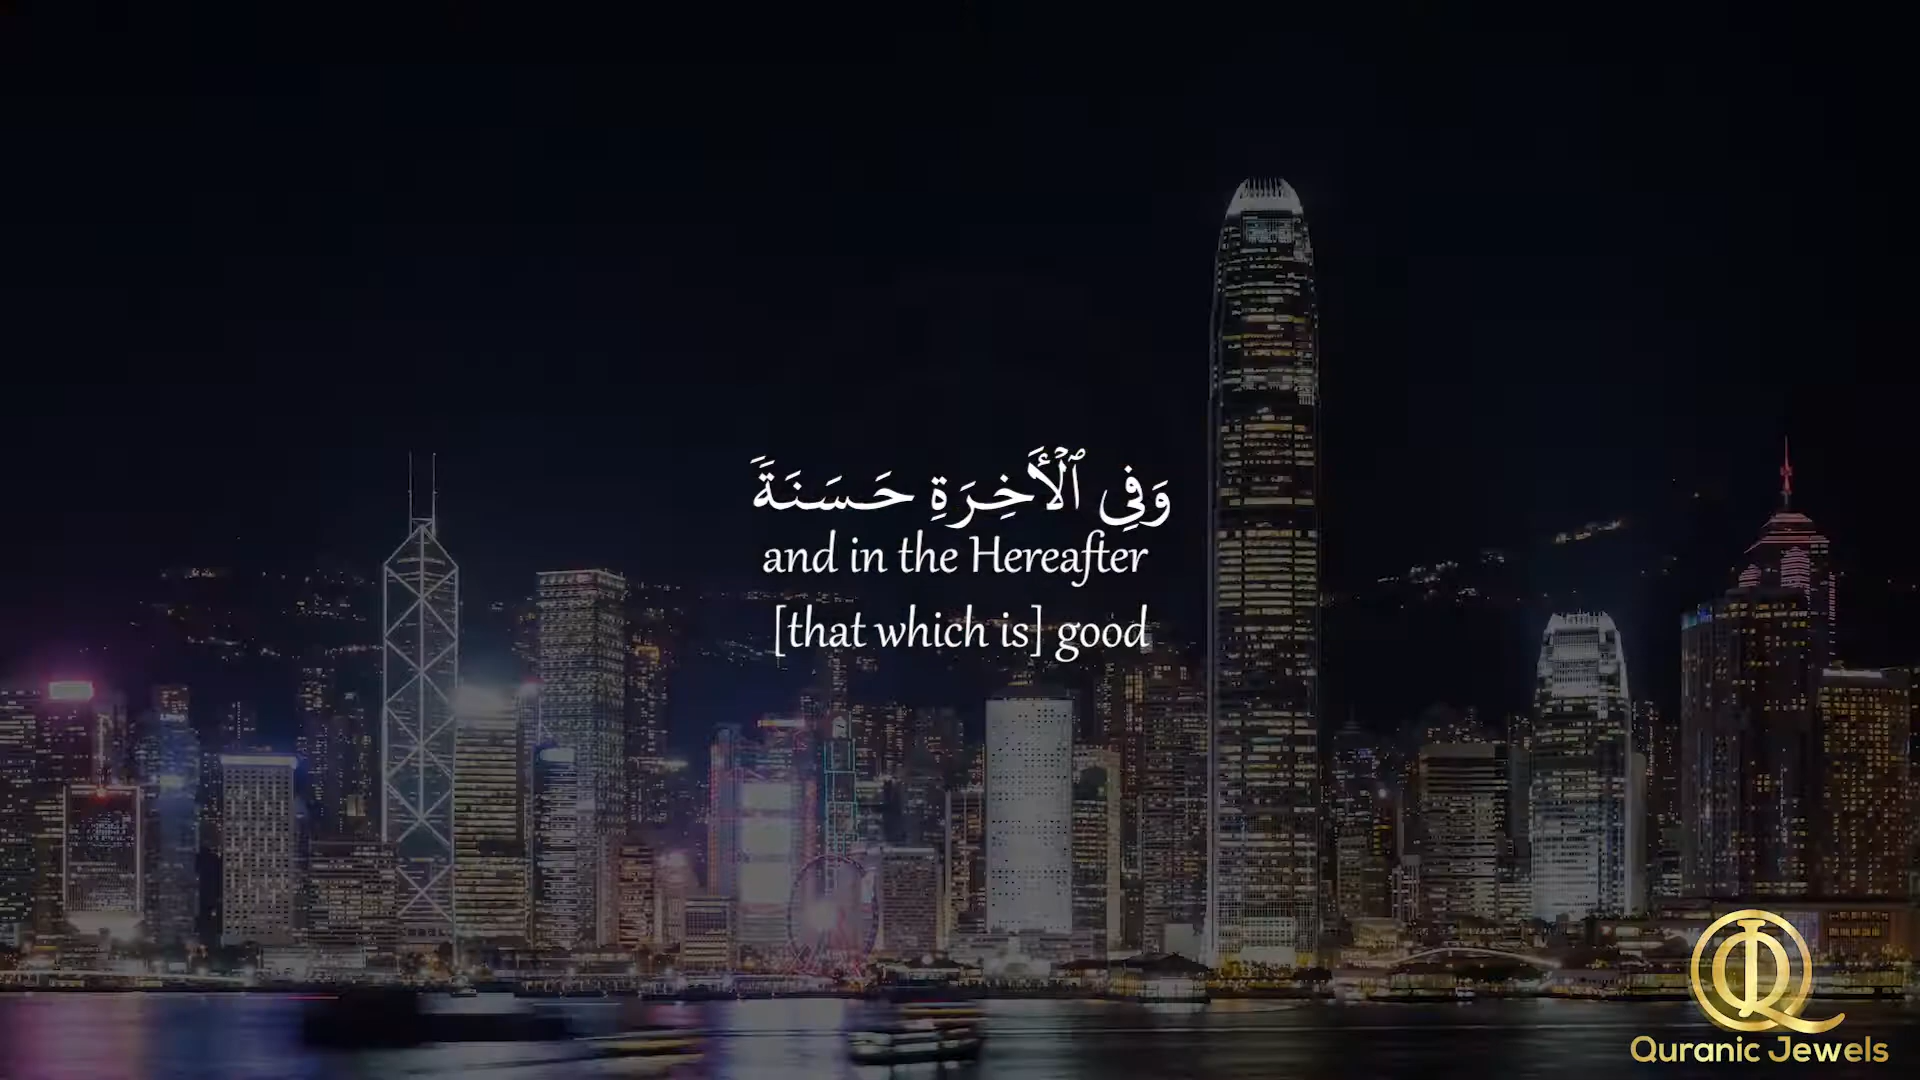 وَفِي ٱلْأَخِرَةِ حَسَنَةً
and in the Hereafter
[that which is] good
Quranic Jewels